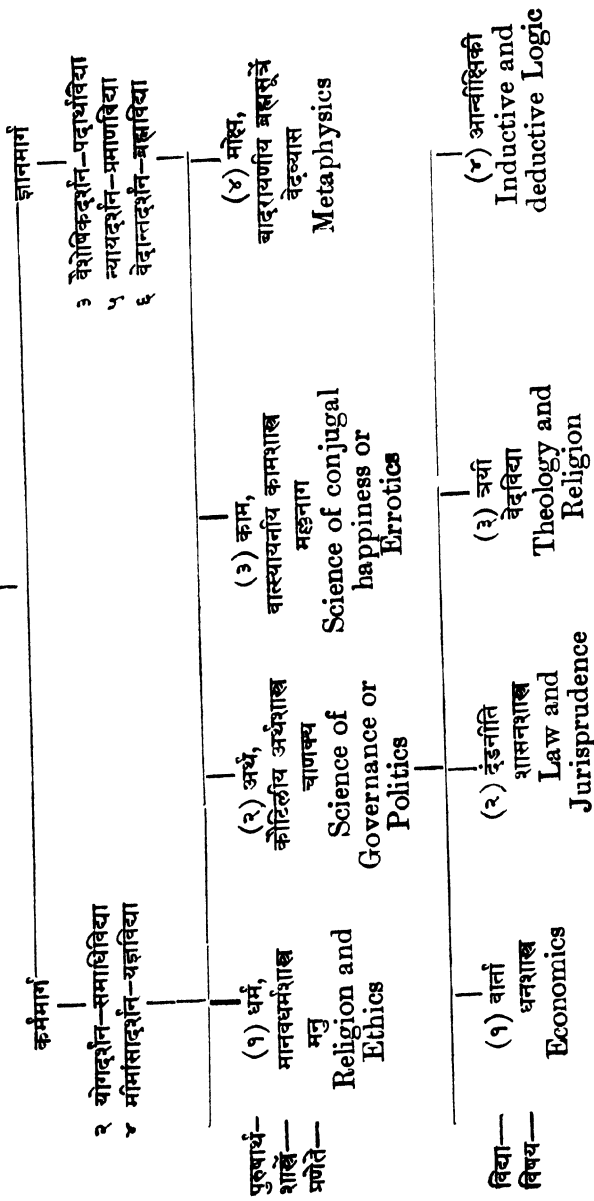 कर्ममार्ग
ज्ञानमार्ग
२ योगदर्शन–समाधिविद्या
४ मीमांसादर्शन–यज्ञविद्या
३ वैशेषिकदर्शन–पदार्थविद्या
५ न्यायदर्शन–प्रमाणविद्या
६ वेदान्तदर्शन–ब्रह्मविद्या
पुरुषार्थ–
शास्त्रें—
प्रणेते—
(१) धर्म,
मानवधर्मशास्त्र
मनु
Religion and
Ethics
(२) अर्थ,
कौटिलीय अर्थशास्त्र
चाणक्य
Science of
Governance or
Politics
(३) काम,
वात्स्यायनीय कामशास्त्र
मल्लनाग
Science of conjugal
happiness or
Errotics
(४) मोक्ष,
बादरायणीय ब्रह्मसूत्रें
वेदव्यास
Metaphysics
विद्या—
विषय—
(१) वार्ता
धनशास्त्र
Economics
(२) दंडनीति
शासनशास्त्र
Law and
Jurisprudence
(३) त्रयी
वेदविद्या
Theology and
Religion
(४) आन्वीक्षिकी
Inductive and
deductive Logic